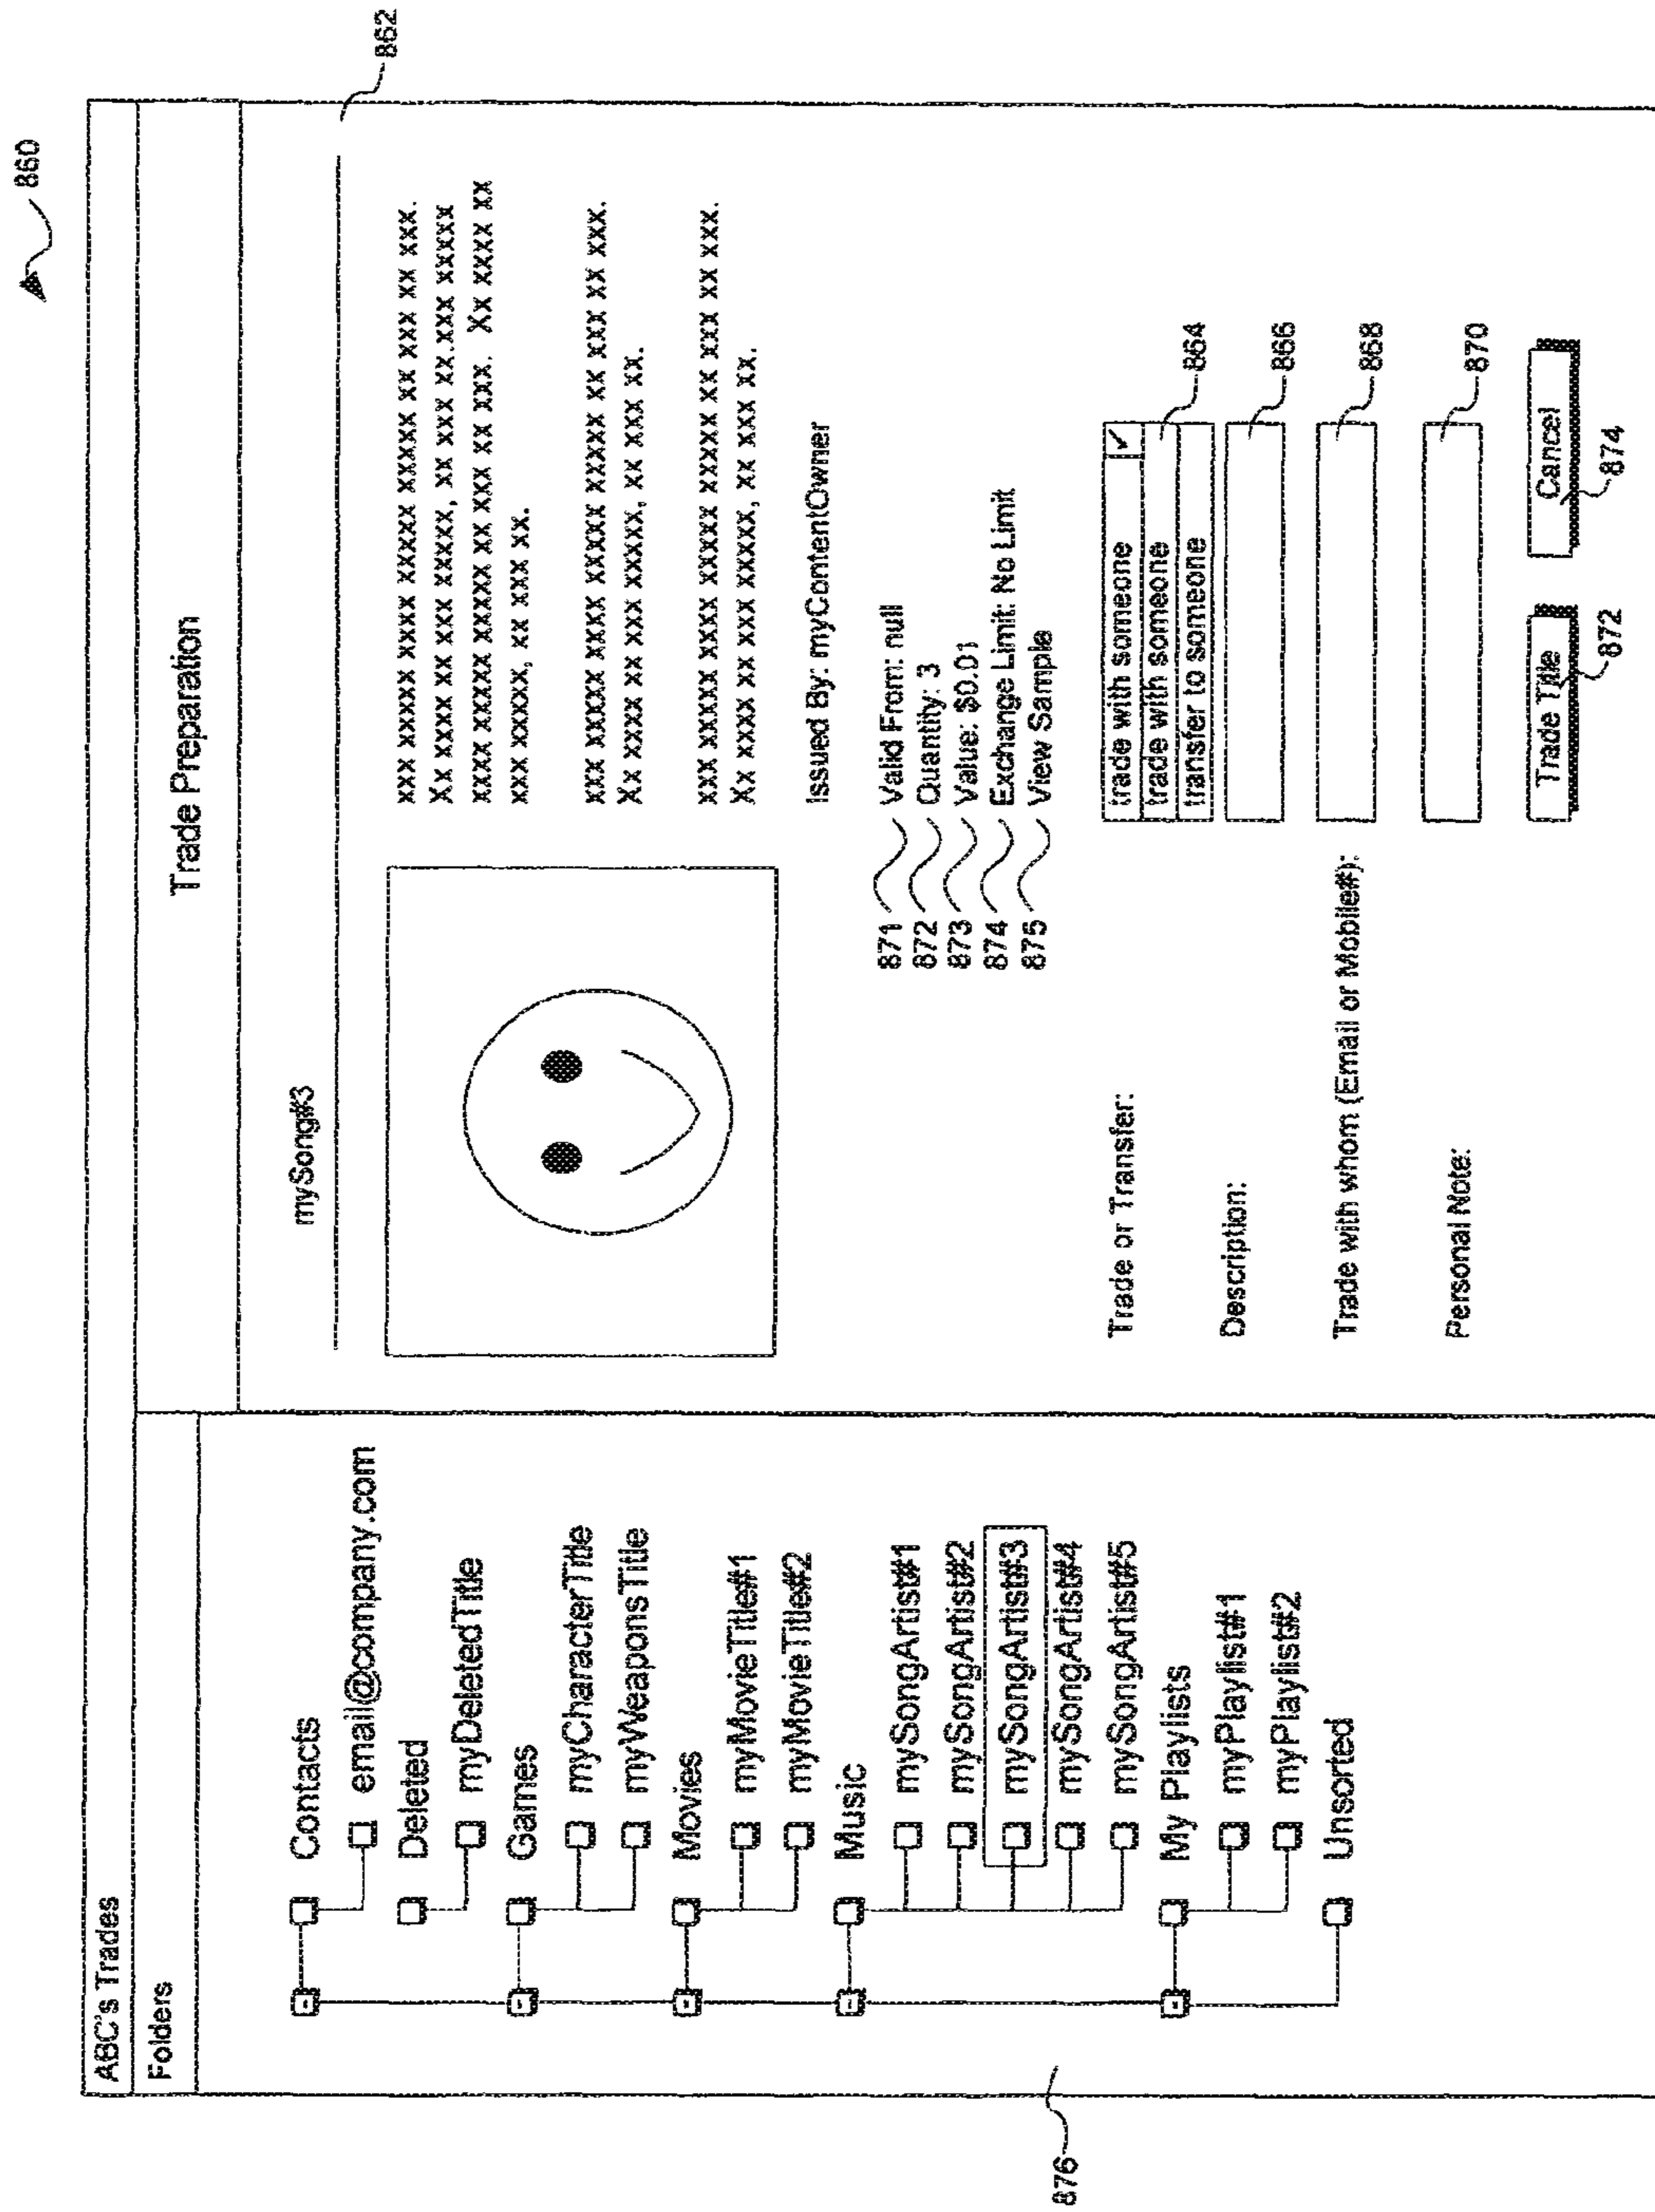 860
ABC's Trades
Folders
Trade Preparation
862
Contacts
email@company.com
Deleted
myDeletedTitle
Games
myCharacterTitle
myWeaponsTitle
Movies
myMovieTitle#1
myMovieTitle#2
Music
mySongArtist#1
mySongArtist#2
mySongArtist#3
mySongArtist#4
mySongArtist#5
My Playlists
myPlaylist#1
myPlaylist#2
Unsorted
876
mySong#3
xxx xxxxx xxxx xxxxx xxxxx xx xxx xx xxx.
Xx xxxx xx xxx xxxxx, xx xxx xx.xxx xxxxx
xxxx xxxxx xxxxx xx xxx xx xxx. Xx xxxx xx
xxx xxxxx, xx xxx xx.
xxx xxxxx xxxx xxxxx xxxxx xx xxx xx xxx.
Xx xxxx xx xxx xxxxx, xx xxx xx.
xxx xxxxx xxxx xxxxx xxxxx xx xxx xx xxx.
Xx xxxx xx xxx xxxxx, xx xxx xx.
Issued By: myContentOwner
871 Valid From: null
872 Quantity: 3
873 Value: $0.01
874 Exchange Limit: No Limit
875 View Sample
Trade or Transfer: trade with someone ✓
trade with someone 864
transfer to someone
Description: 866
Trade with whom (Email or Mobile#): 868
Personal Note: 870
Trade Title Cancel
872 874